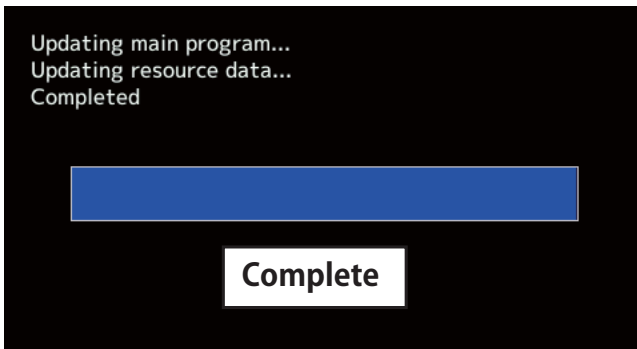 Updating main program...
Updating resource data...
Completed
Complete